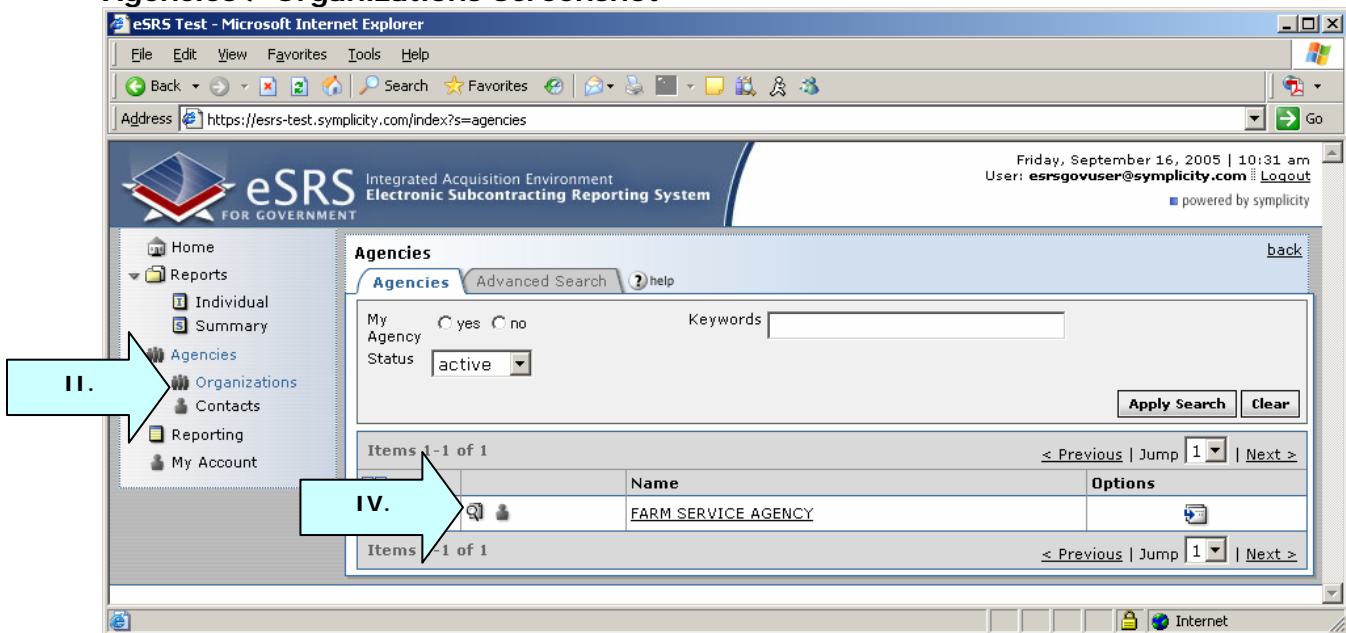 Agencies > Organizations Screenshot
eSRS Test - Microsoft Internet Explorer
File Edit View Favorites Tools Help
Back Search Favorites
Address https://esrs-test.symplicity.com/index?s=agencies Go
eSRS
FOR GOVERNMENT
Integrated Acquisition Environment
Electronic Subcontracting Reporting System
Friday, September 16, 2005 | 10:31 am
User: esrsgovuser@symplicity.com Logout
powered by symplicity
Home
Reports
Individual
Summary
Agencies
Organizations
Contacts
Reporting
My Account
II.
Agencies back
Agencies Advanced Search ? help
My Agency yes no Keywords
Status active
Apply Search Clear
Items 1-1 of 1 < Previous | Jump 1 | Next >
Name Options
IV.
FARM SERVICE AGENCY
Items 1-1 of 1 < Previous | Jump 1 | Next >
Internet